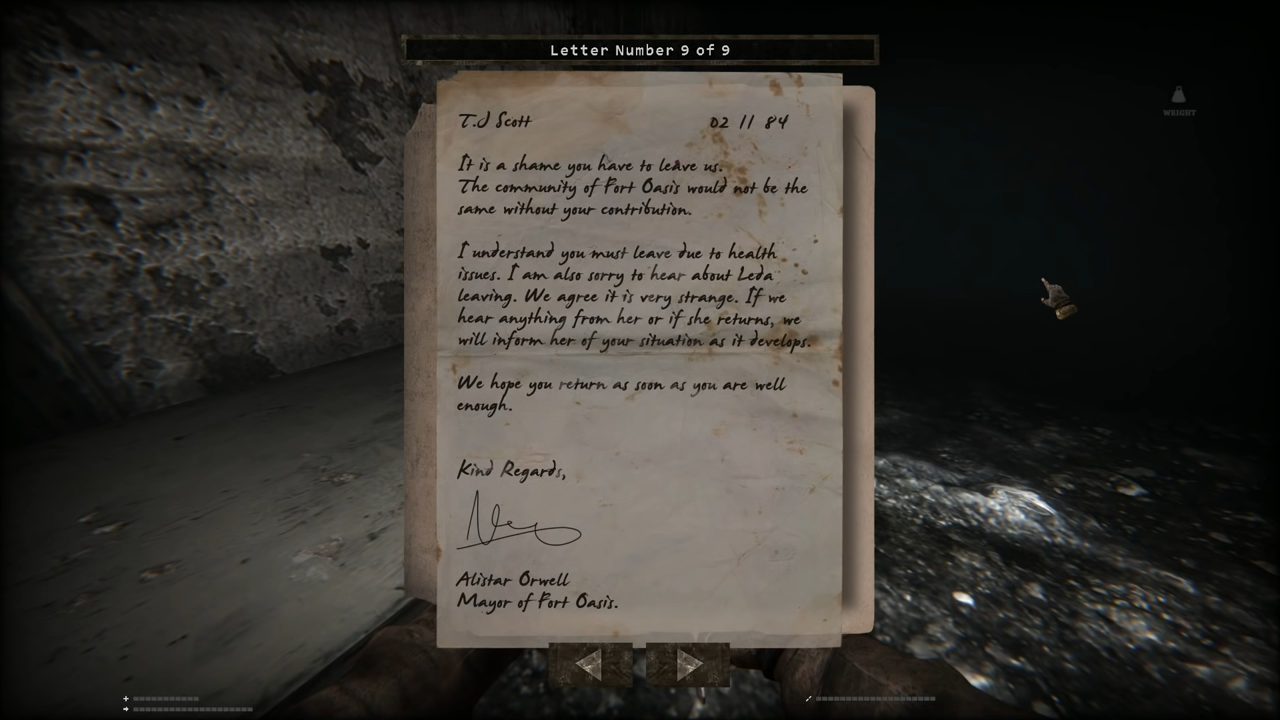 Letter Number 9 of 9
WEIGHT
T.J Scott 02 11 84
It is a shame you have to leave us.
The community of Port Oasis would not be the
same without your contribution.
I understand you must leave due to health
issues. I am also sorry to hear about Leda
leaving. We agree it is very strange. If we
hear anything from her or if she returns, we
will inform her of your situation as it develops.
We hope you return as soon as you are well
enough.
Kind Regards,
Alistar Orwell
Mayor of Port Oasis.